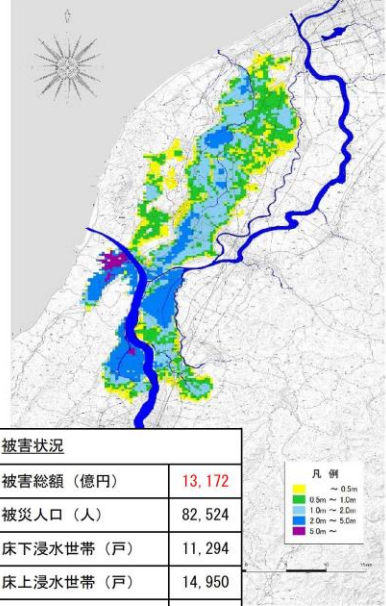 被害状況
被害総額（億円） 13,172
被災人口（人） 82,524
床下浸水世帯（戸） 11,294
床上浸水世帯（戸） 14,950
凡 例
～ 0.5m
0.5m ～ 1.0m
1.0m ～ 2.0m
2.0m ～ 5.0m
5.0m ～